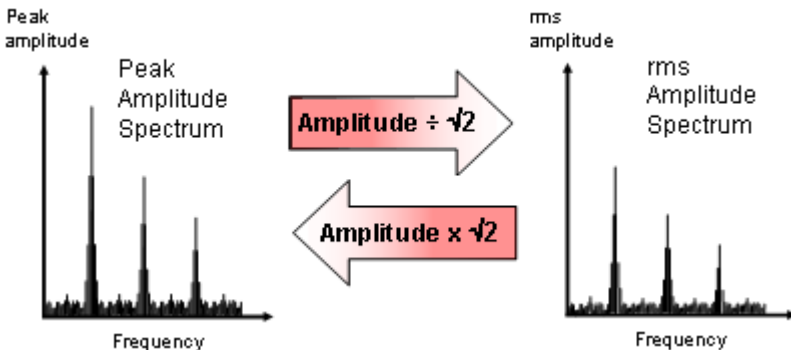 Peak
amplitude
Peak
Amplitude
Spectrum
Frequency
Amplitude ÷ √2
Amplitude x √2
rms
amplitude
rms
Amplitude
Spectrum
Frequency